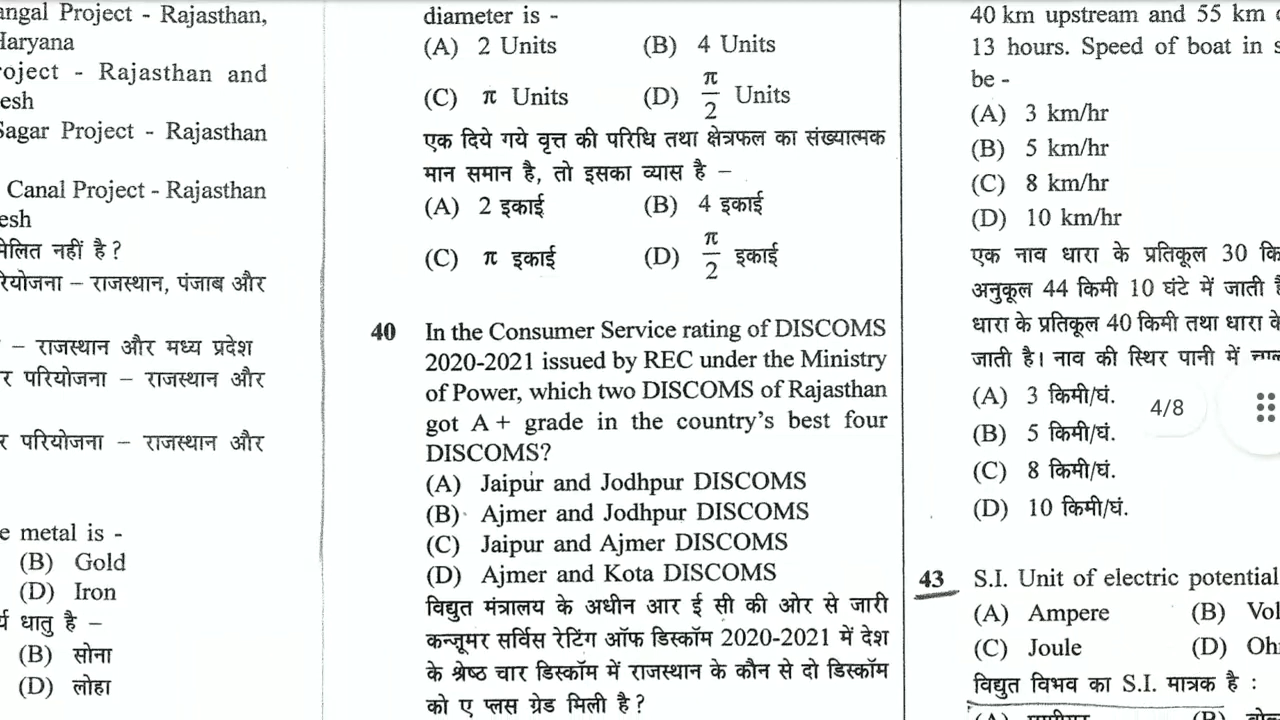 angal Project - Rajasthan,
Haryana
roject - Rajasthan and
esh
Sagar Project - Rajasthan
Canal Project - Rajasthan
esh
मेलित नहीं है ?
रियोजना – राजस्थान, पंजाब और
– राजस्थान और मध्य प्रदेश
र परियोजना – राजस्थान और
र परियोजना – राजस्थान और
e metal is -
(B) Gold
(D) Iron
धातु है –
(B) सोना
(D) लोहा
diameter is -
(A) 2 Units (B) 4 Units
(C) π Units (D) π/2 Units
एक दिये गये वृत्त की परिधि तथा क्षेत्रफल का संख्यात्मक
मान समान है, तो इसका व्यास है –
(A) 2 इकाई (B) 4 इकाई
(C) π इकाई (D) π/2 इकाई
40 In the Consumer Service rating of DISCOMS
2020-2021 issued by REC under the Ministry
of Power, which two DISCOMS of Rajasthan
got A+ grade in the country's best four
DISCOMS?
(A) Jaipur and Jodhpur DISCOMS
(B) Ajmer and Jodhpur DISCOMS
(C) Jaipur and Ajmer DISCOMS
(D) Ajmer and Kota DISCOMS
विद्युत मंत्रालय के अधीन आर ई सी की ओर से जारी
कन्ज़ूमर सर्विस रेटिंग ऑफ डिस्कॉम 2020-2021 में देश
के श्रेष्ठ चार डिस्कॉम में राजस्थान के कौन से दो डिस्कॉम
को ए प्लस ग्रेड मिली है ?
40 km upstream and 55 km
13 hours. Speed of boat in s
be -
(A) 3 km/hr
(B) 5 km/hr
(C) 8 km/hr
(D) 10 km/hr
एक नाव धारा के प्रतिकूल 30 कि
अनुकूल 44 किमी 10 घंटे में जाती
धारा के प्रतिकूल 40 किमी तथा धारा के
जाती है। नाव की स्थिर पानी में
(A) 3 किमी/घं.
4/8
(B) 5 किमी/घं.
(C) 8 किमी/घं.
(D) 10 किमी/घं.
43 S.I. Unit of electric potential
(A) Ampere (B) Vol
(C) Joule (D) Oh
विद्युत विभव का S.I. मात्रक है :
(A) (B)